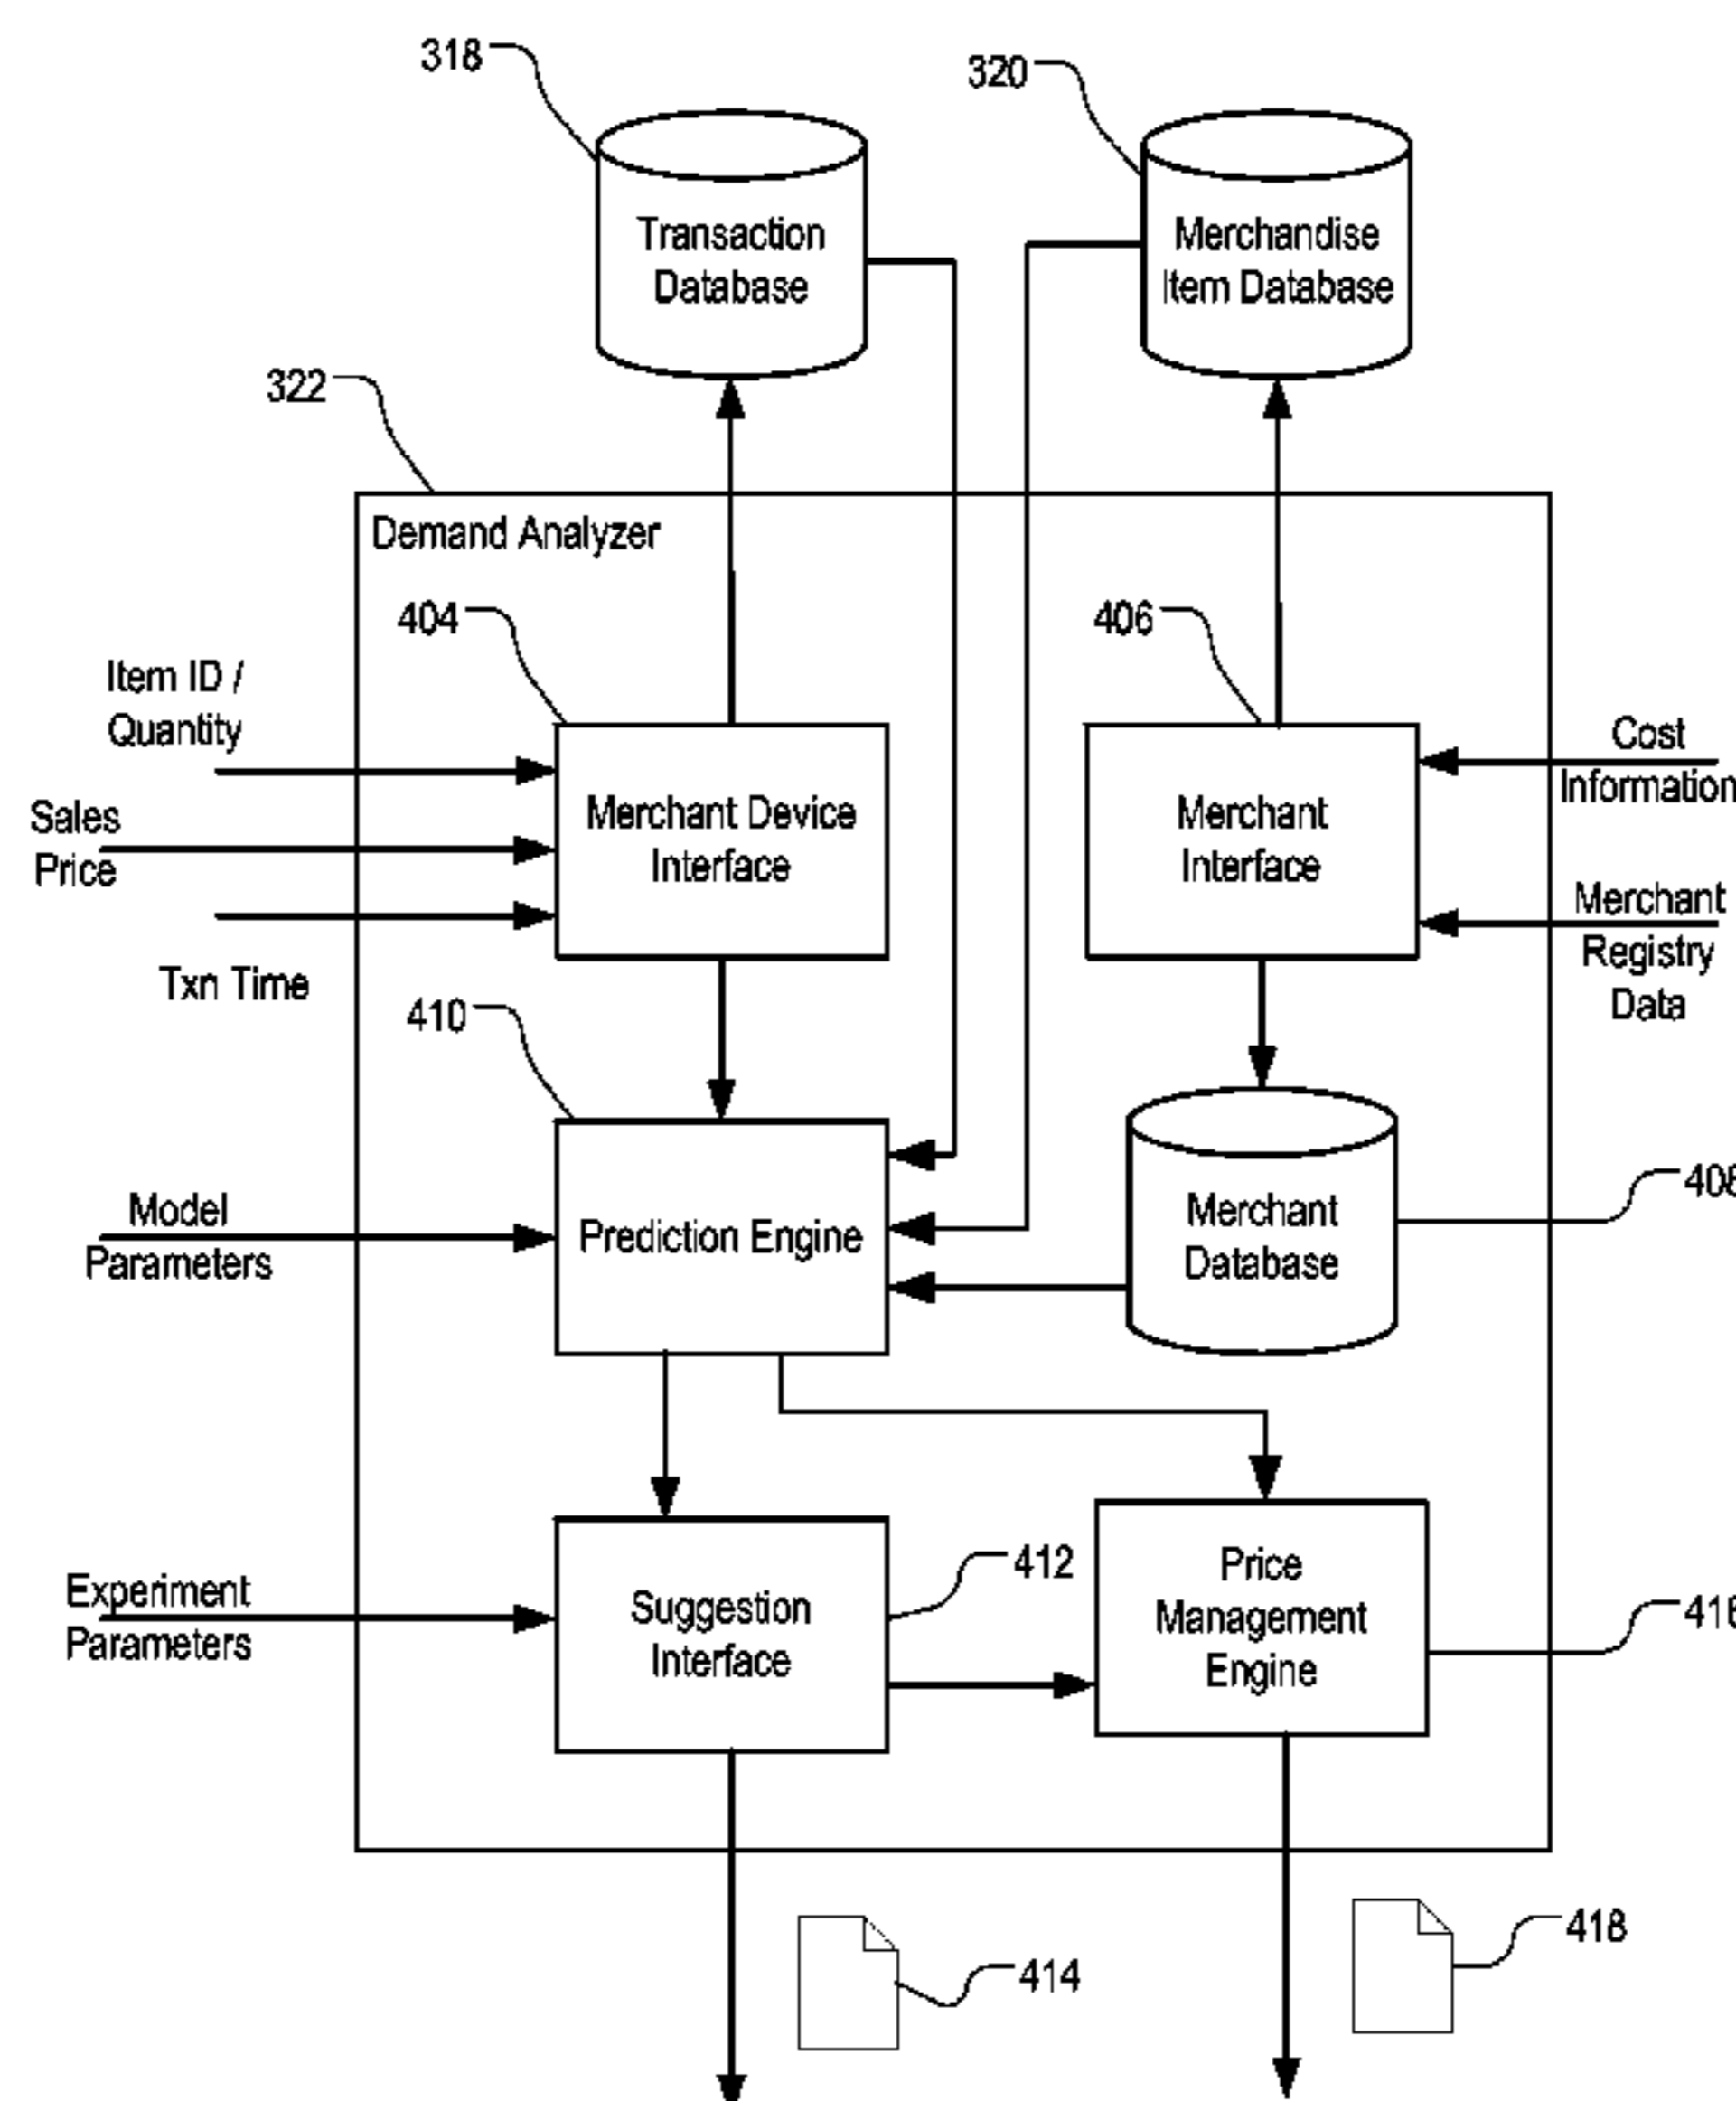 318
320
Transaction
Database
Merchandise
Item Database
322
Demand Analyzer
404
406
Item ID /
Quantity
Cost
Information
Sales
Price
Merchant Device
Interface
Merchant
Interface
Merchant
Registry
Data
Txn Time
410
408
Model
Parameters
Prediction Engine
Merchant
Database
412
Price
Management
Engine
416
Experiment
Parameters
Suggestion
Interface
414
418